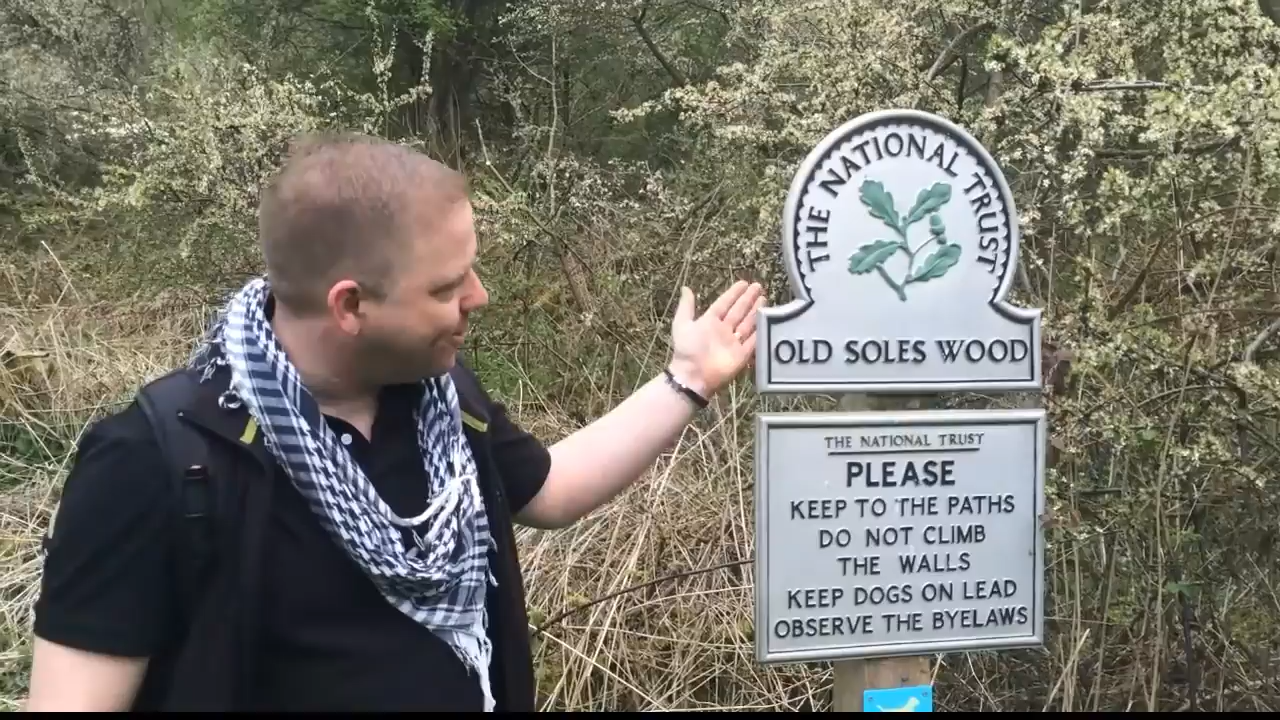 THE NATIONAL TRUST
OLD SOLES WOOD
THE NATIONAL TRUST
PLEASE
KEEP TO THE PATHS
DO NOT CLIMB
THE WALLS
KEEP DOGS ON LEAD
OBSERVE THE BYELAWS